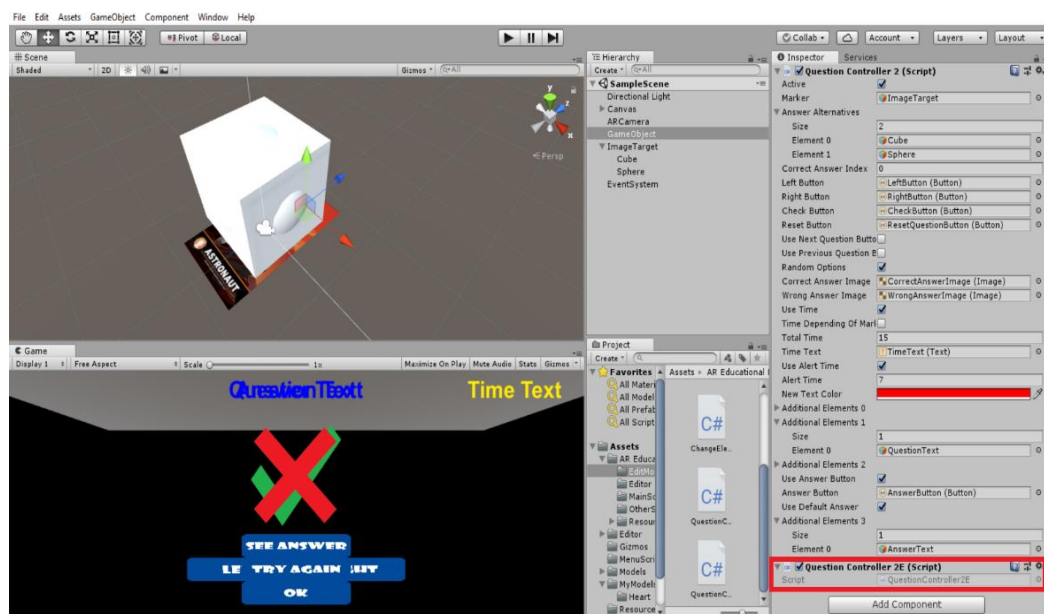 File Edit Assets GameObject Component Window Help
Pivot Local Collab Account Layers Layout
Scene
Shaded 2D Gizmos All
y
z
x
Persp
ASTRONAUT
Game
Display 1 Free Aspect Scale 1x Maximize On Play Mute Audio Stats Gizmos
Time Text
SEE ANSWER
LE TRY AGAIN UT
OK
Hierarchy
Create All
SampleScene
Directional Light
Canvas
ARCamera
GameObject
ImageTarget
Cube
Sphere
EventSystem
Project
Create
Favorites
All Materi
All Model
All Prefab
All Script
Assets
AR Educa
EditMo
Editor
MainSc
OtherS
Resour
Editor
Gizmos
MenuScri
Models
MyModels
Heart
Resource
Assets AR Educational
C#
ChangeEle...
C#
QuestionC...
C#
QuestionC...
Inspector Services
Question Controller 2 (Script)
Active
Marker ImageTarget
Answer Alternatives
Size 2
Element 0 Cube
Element 1 Sphere
Correct Answer Index 0
Left Button LeftButton (Button)
Right Button RightButton (Button)
Check Button CheckButton (Button)
Reset Button ResetQuestionButton (Button)
Use Next Question Butto
Use Previous Question B
Random Options
Correct Answer Image CorrectAnswerImage (Image)
Wrong Answer Image WrongAnswerImage (Image)
Use Time
Time Depending Of Marl
Total Time 15
Time Text TimeText (Text)
Use Alert Time
Alert Time 7
New Text Color
Additional Elements 0
Additional Elements 1
Size 1
Element 0 QuestionText
Additional Elements 2
Use Answer Button
Answer Button AnswerButton (Button)
Use Default Answer
Additional Elements 3
Size 1
Element 0 AnswerText
Question Controller 2E (Script)
Script QuestionController2E
Add Component